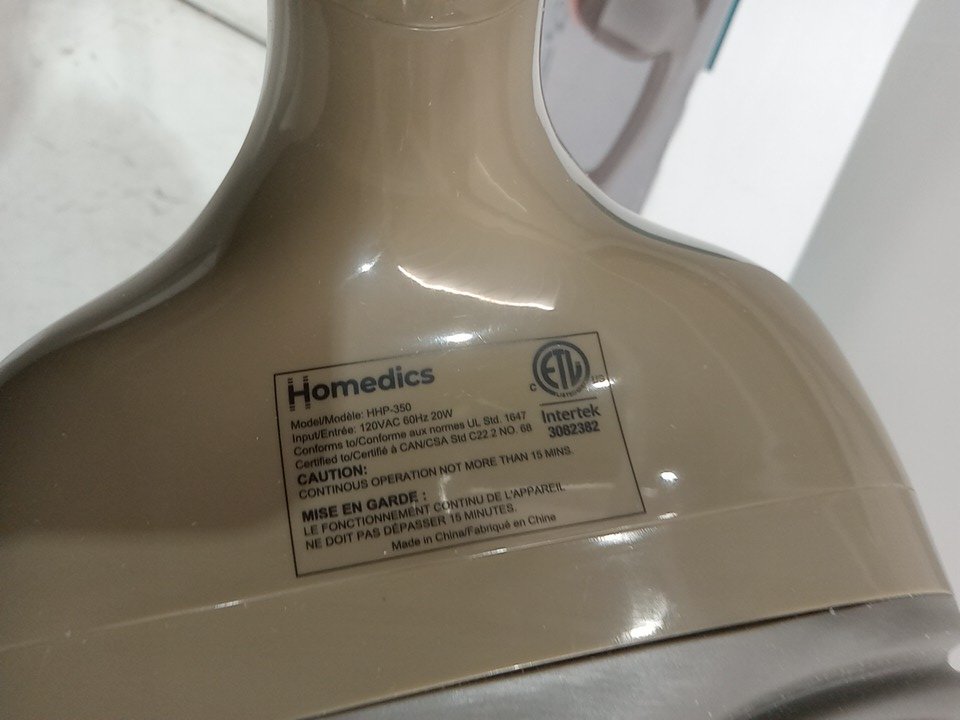 Homedics
Model/Modèle: HHP-350
Input/Entrée: 120VAC 60Hz 20W
Conforms to/Conforme aux normes UL Std. 1647
Certified to/Certifié à CAN/CSA Std C22.2 NO. 68
C ETL US
LISTED
Intertek
3082382
CAUTION:
CONTINOUS OPERATION NOT MORE THAN 15 MINS.
MISE EN GARDE :
LE FONCTIONNEMENT CONTINU DE L'APPAREIL
NE DOIT PAS DÉPASSER 15 MINUTES.
Made in China/Fabriqué en Chine